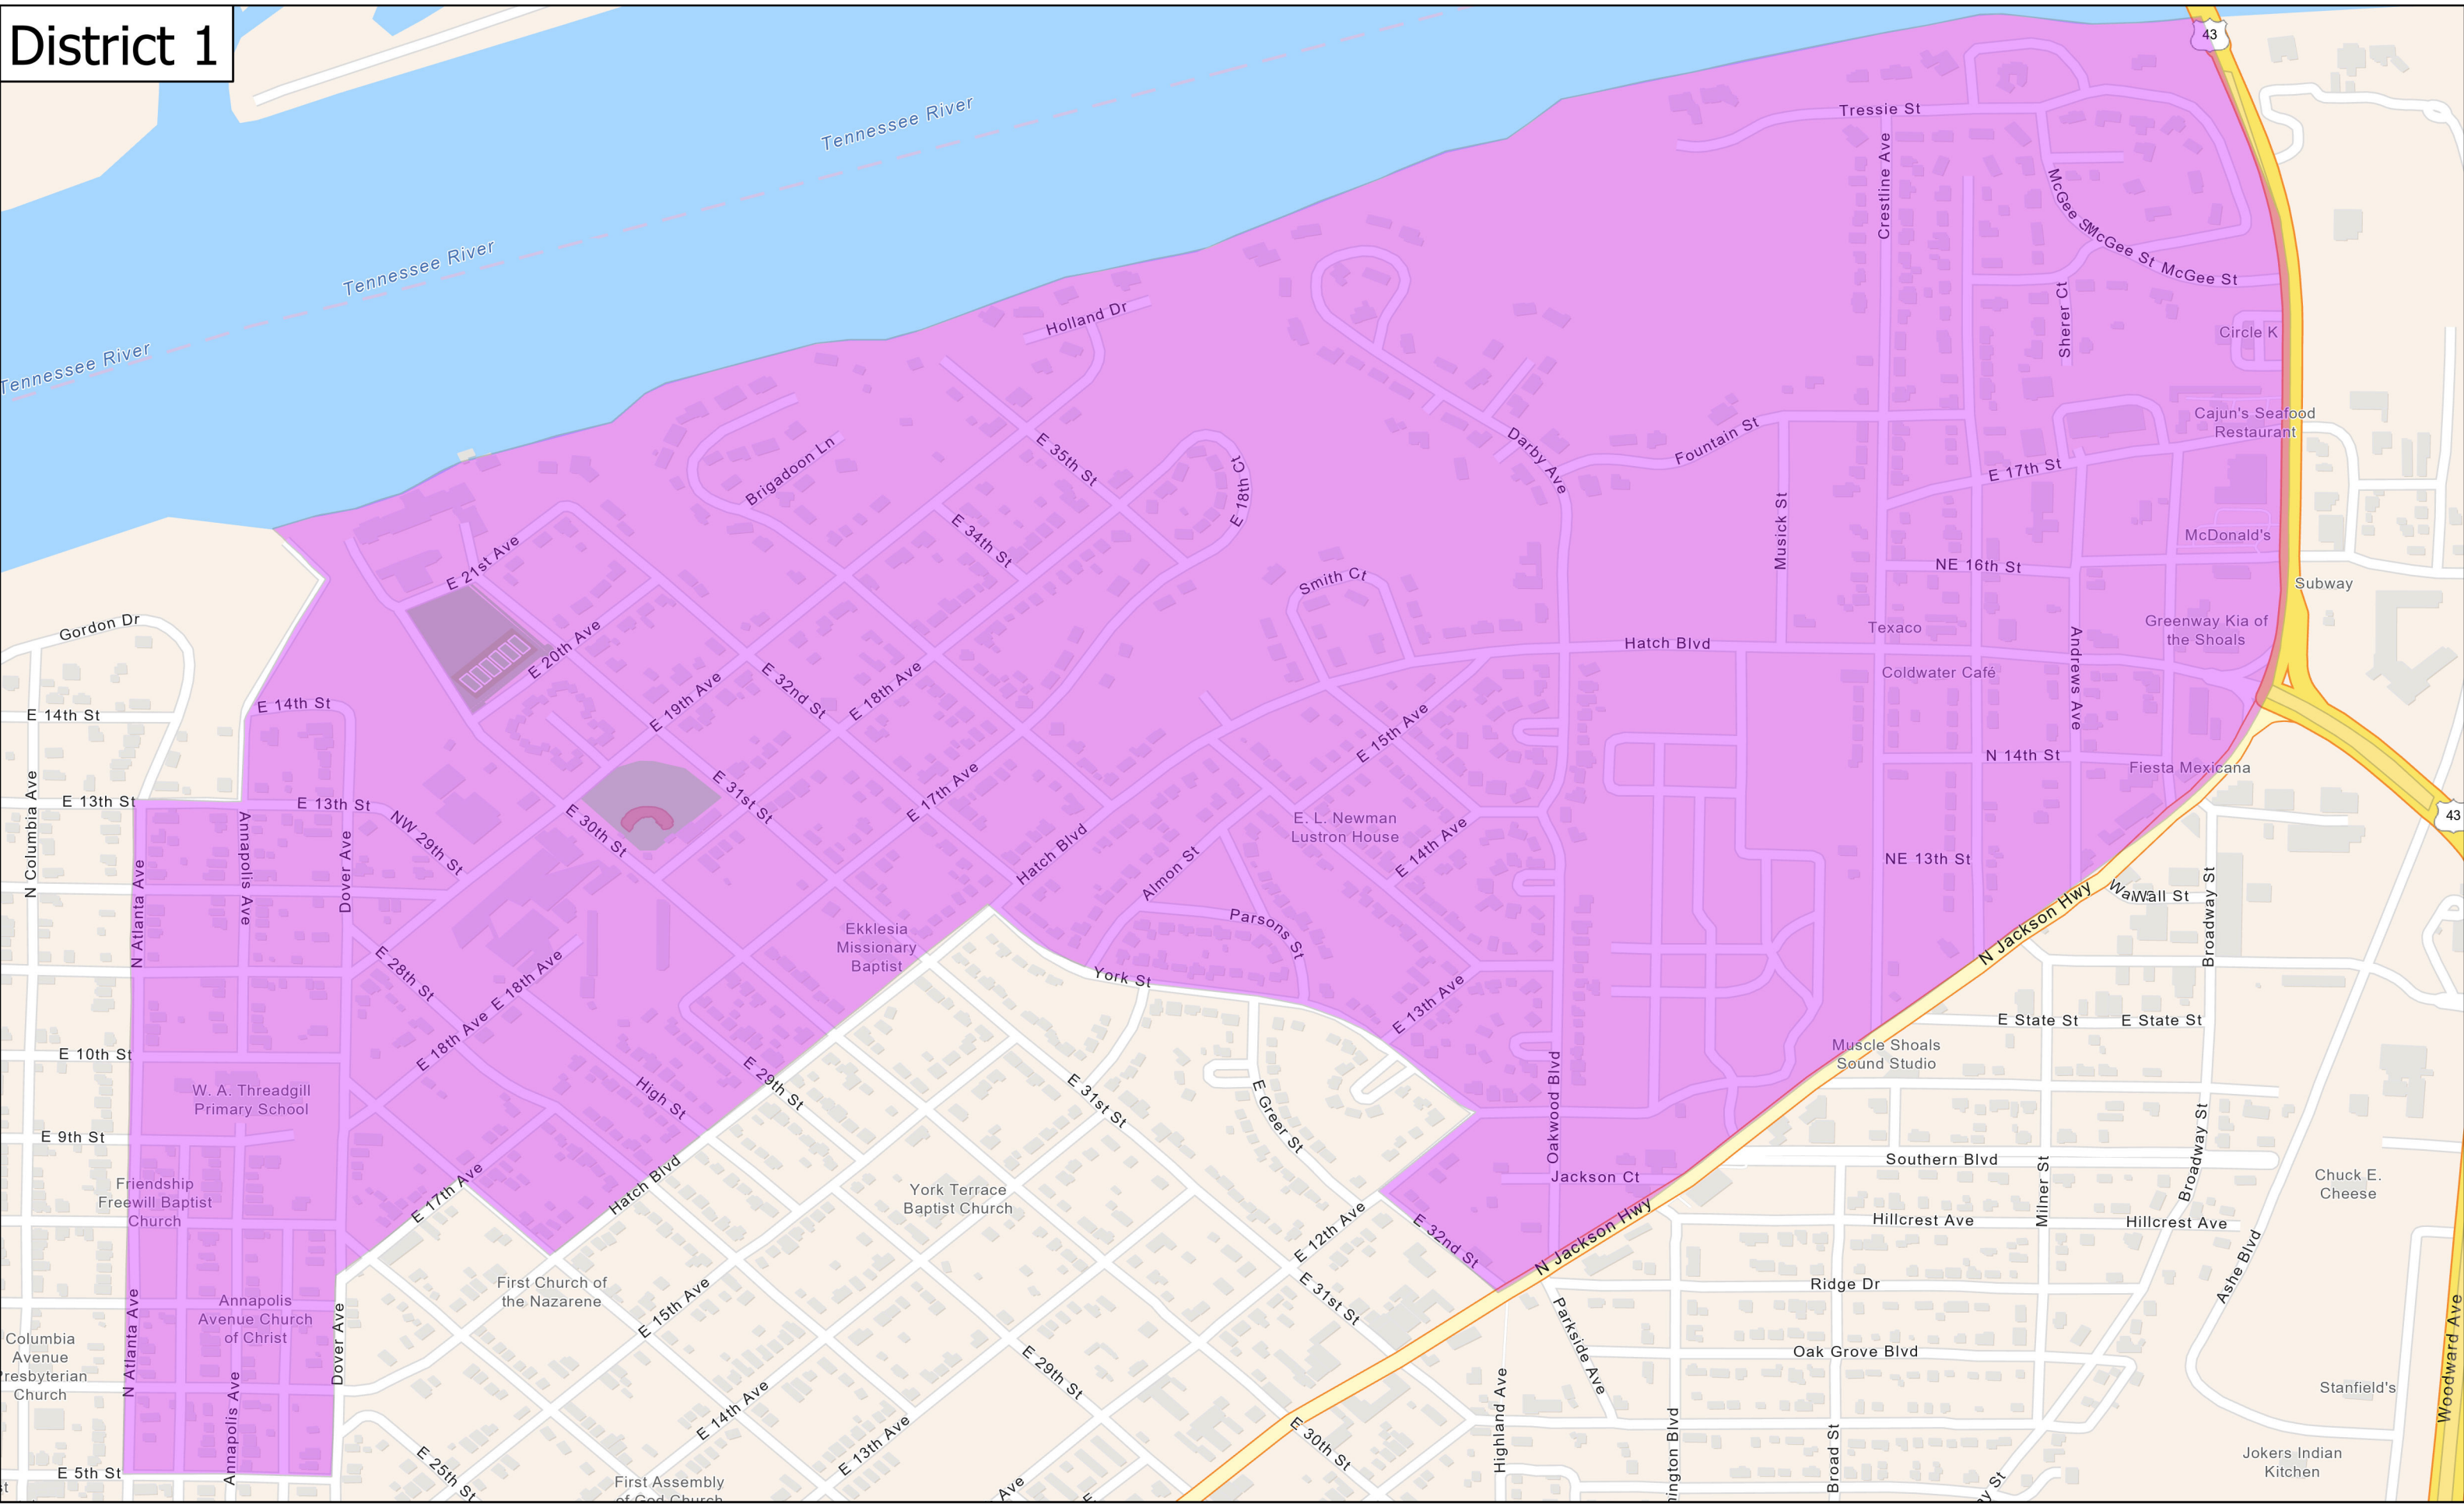 District 1
43
Tennessee River
Tressie St
Crestline Ave
McGee St
McGee St
McGee St
Tennessee River
Holland Dr
Sherer Ct
Circle K
Tennessee River
Cajun's Seafood
Restaurant
E 35th St
Brigadoon Ln
Darby Ave
Fountain St
E 17th St
E 18th Ct
Musick St
McDonald's
E 34th St
E 21st Ave
NE 16th St
Smith Ct
Subway
Gordon Dr
E 20th Ave
Texaco
Greenway Kia of
the Shoals
Hatch Blvd
Andrews Ave
Coldwater Café
E 32nd St
E 18th Ave
E 19th Ave
E 14th St
E 14th St
E 15th Ave
N 14th St
Fiesta Mexicana
E 31st St
E 17th Ave
N Columbia Ave
E 13th St
E 13th St
NW 29th St
E 30th St
E. L. Newman
Lustron House
43
Annapolis Ave
Dover Ave
N Atlanta Ave
Hatch Blvd
Almon St
E 14th Ave
NE 13th St
Wall St
Broadway St
Parsons St
Ekklesia
Missionary
Baptist
N Jackson Hwy
E 28th St
E 18th Ave
York St
E 13th Ave
E State St
E State St
E 18th Ave
Muscle Shoals
Sound Studio
E 10th St
W. A. Threadgill
Primary School
High St
E 29th St
E 31st St
E Greer St
Oakwood Blvd
E 9th St
Southern Blvd
Broadway St
Milner St
Jackson Ct
Chuck E.
Cheese
Friendship
Freewill Baptist
Church
E 17th Ave
Hatch Blvd
York Terrace
Baptist Church
E 12th Ave
E 32nd St
N Jackson Hwy
Hillcrest Ave
Hillcrest Ave
Ashe Blvd
First Church of
the Nazarene
Ridge Dr
E 31st St
E 15th Ave
Annapolis
Avenue Church
of Christ
N Atlanta Ave
Dover Ave
Columbia
Avenue
Presbyterian
Church
Parkside Ave
Oak Grove Blvd
Woodward Ave
E 29th St
Stanfield's
E 14th Ave
E 13th Ave
Annapolis Ave
Highland Ave
E 30th St
Broad St
E 5th St
E 25th St
Jokers Indian
Kitchen
First Assembly
of God Church
Ave